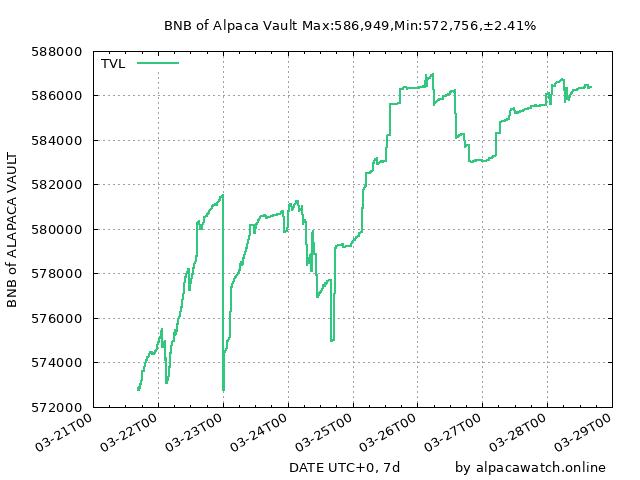 BNB of Alpaca Vault Max:586,949,Min:572,756,±2.41%
TVL
588000
586000
584000
582000
580000
578000
576000
574000
572000
BNB of ALAPACA VAULT
03-21T00
03-22T00
03-23T00
03-24T00
03-25T00
03-26T00
03-27T00
03-28T00
03-29T00
DATE UTC+0, 7d
by alpacawatch.online